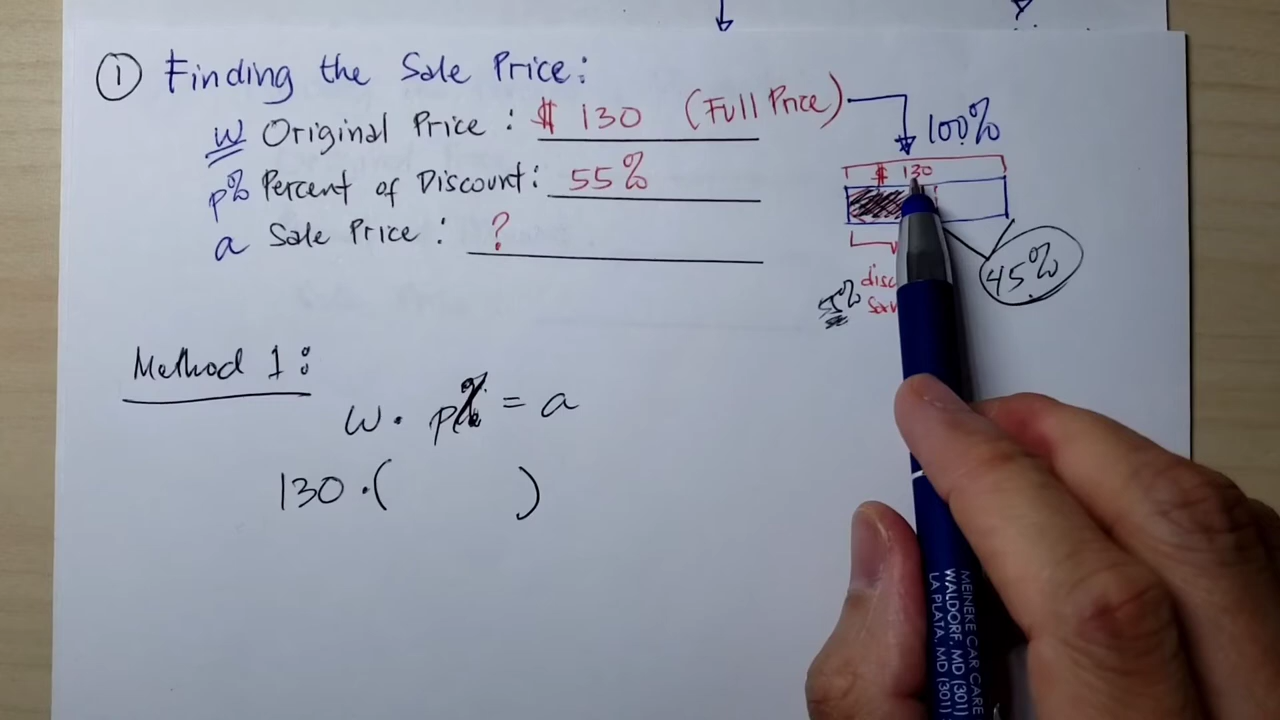 ① Finding the Sale Price:
w Original Price: $ 130 (Full Price)
100%
$ 130
p% Percent of Discount: 55%
a Sale Price: ?
45%
55%
Method 1:
w · p% = a
130 · ( )
MEINEKE CAR CARE
WALDORF, MD (301)
LA PLATA, MD (301)